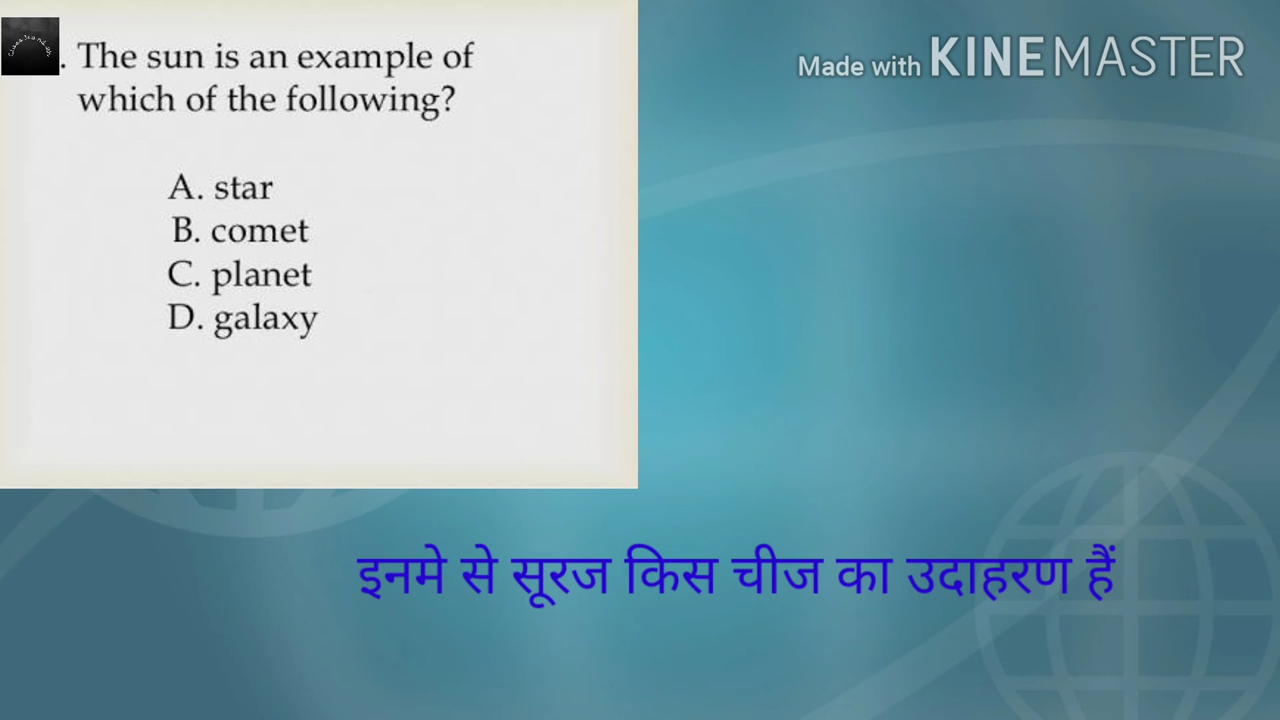 . The sun is an example of
which of the following?
A. star
B. comet
C. planet
D. galaxy
Made with KINEMASTER
इनमे से सूरज किस चीज का उदाहरण हैं